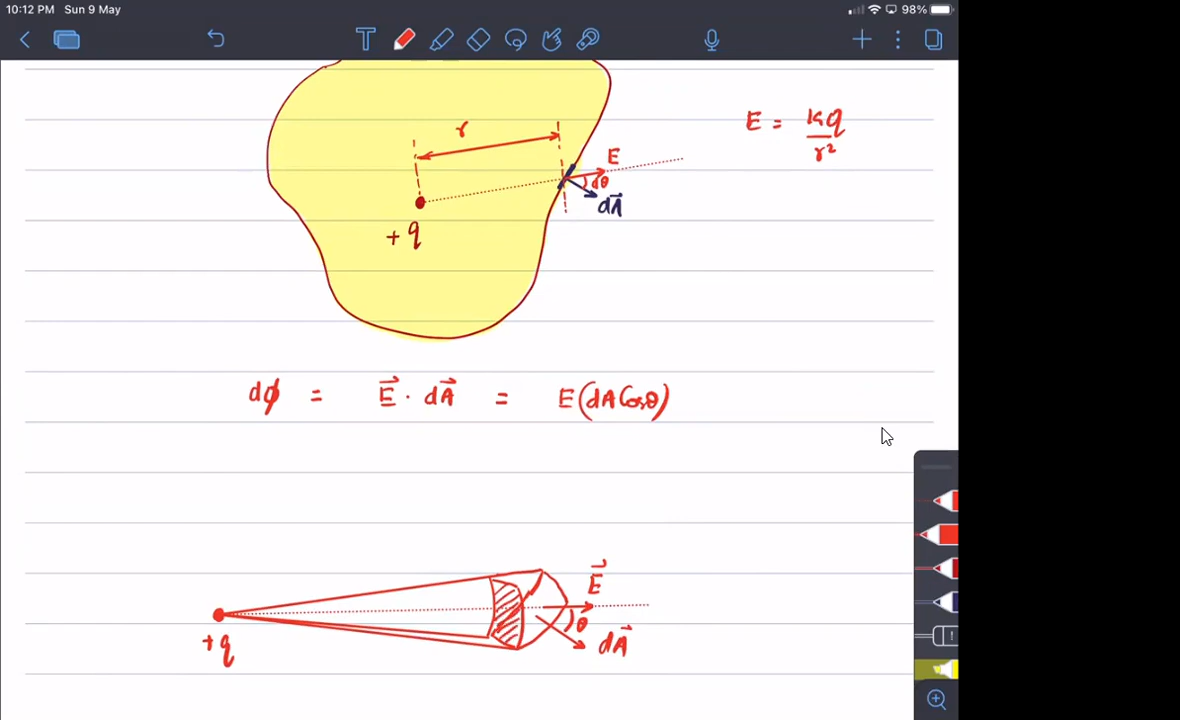 10:12 PM Sun 9 May 98%
T
r
E = kq/r²
E
dθ
dA⃗
+q
dϕ = E⃗ · dA⃗ = E(dA Cosθ)
E⃗
θ
+q
dA⃗